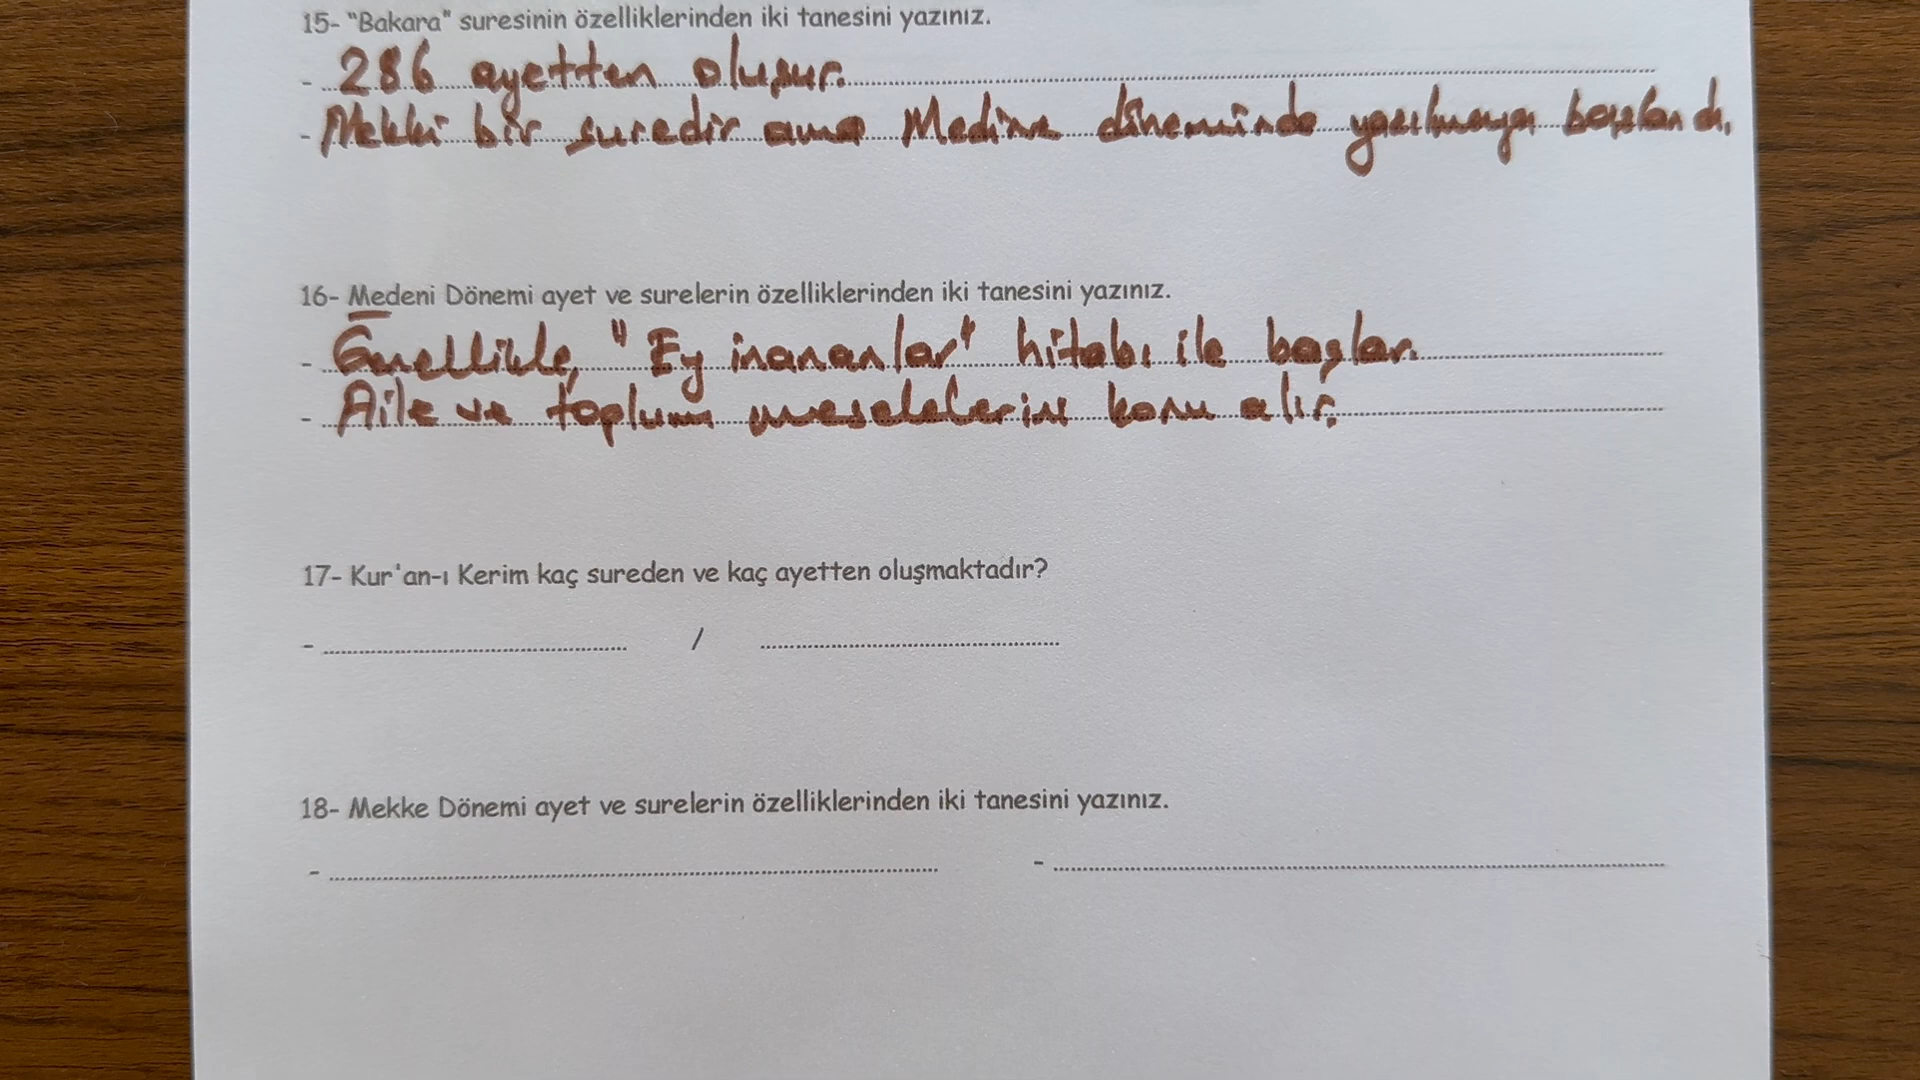 15- "Bakara" suresinin özelliklerinden iki tanesini yazınız.
- 286 ayetten oluşur.
- Mekki bir suredir ama Medine döneminde yazılmaya başlandı.
16- Medeni Dönemi ayet ve surelerin özelliklerinden iki tanesini yazınız.
- Genellikle, "Ey inananlar" hitabı ile başlar.
- Aile ve toplum meselelerini konu alır.
17- Kur'an-ı Kerim kaç sureden ve kaç ayetten oluşmaktadır?
- ........................ / ........................
18- Mekke Dönemi ayet ve surelerin özelliklerinden iki tanesini yazınız.
- ........................ - ........................